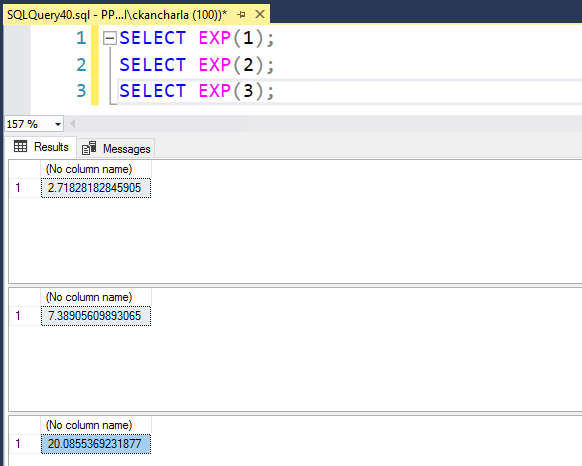 SQLQuery40.sql - PP...l\ckancharla (100))*
1 SELECT EXP(1);
2 SELECT EXP(2);
3 SELECT EXP(3);
157 %
Results Messages
(No column name)
1 2.71828182845905
(No column name)
1 7.38905609893065
(No column name)
1 20.0855369231877